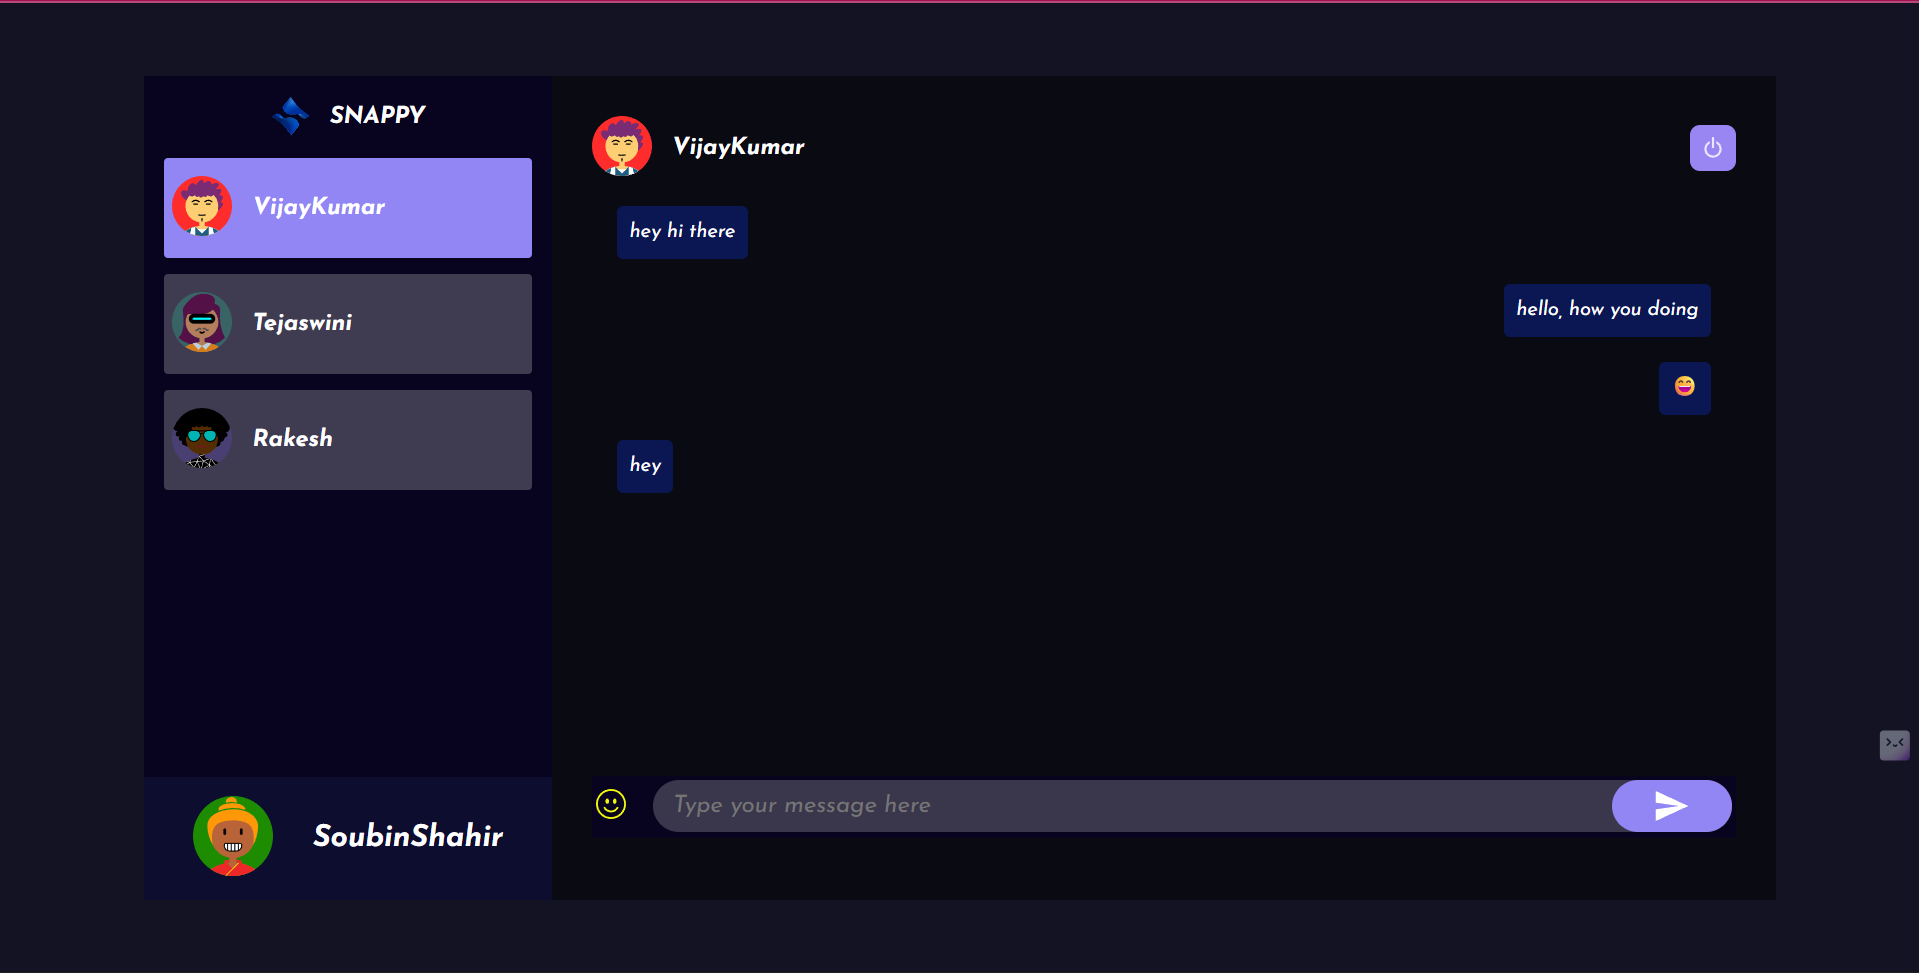 SNAPPY
VijayKumar
Tejaswini
Rakesh
SoubinShahir
VijayKumar
hey hi there
hello, how you doing
😄
hey
Type your message here